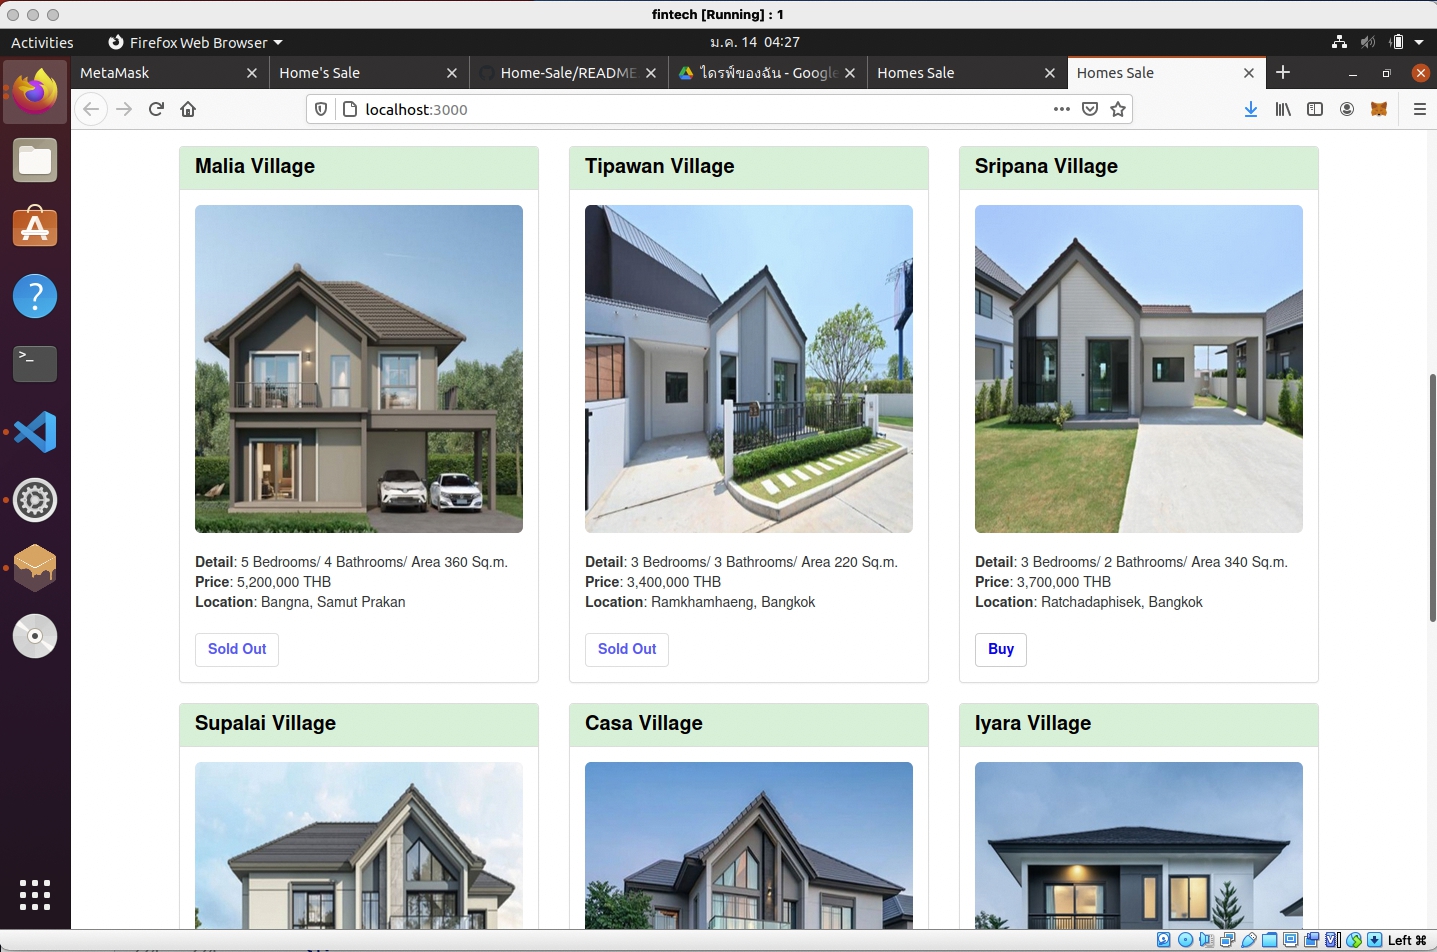 fintech [Running] : 1
Activities
Firefox Web Browser
ม.ค. 14 04:27
MetaMask
Home's Sale
Home-Sale/README
ไดรฟ์ของฉัน - Google
Homes Sale
Homes Sale
localhost:3000
Malia Village
Tipawan Village
Sripana Village
Detail: 5 Bedrooms/ 4 Bathrooms/ Area 360 Sq.m.
Price: 5,200,000 THB
Location: Bangna, Samut Prakan
Sold Out
Detail: 3 Bedrooms/ 3 Bathrooms/ Area 220 Sq.m.
Price: 3,400,000 THB
Location: Ramkhamhaeng, Bangkok
Sold Out
Detail: 3 Bedrooms/ 2 Bathrooms/ Area 340 Sq.m.
Price: 3,700,000 THB
Location: Ratchadaphisek, Bangkok
Buy
Supalai Village
Casa Village
Iyara Village
Left ⌘